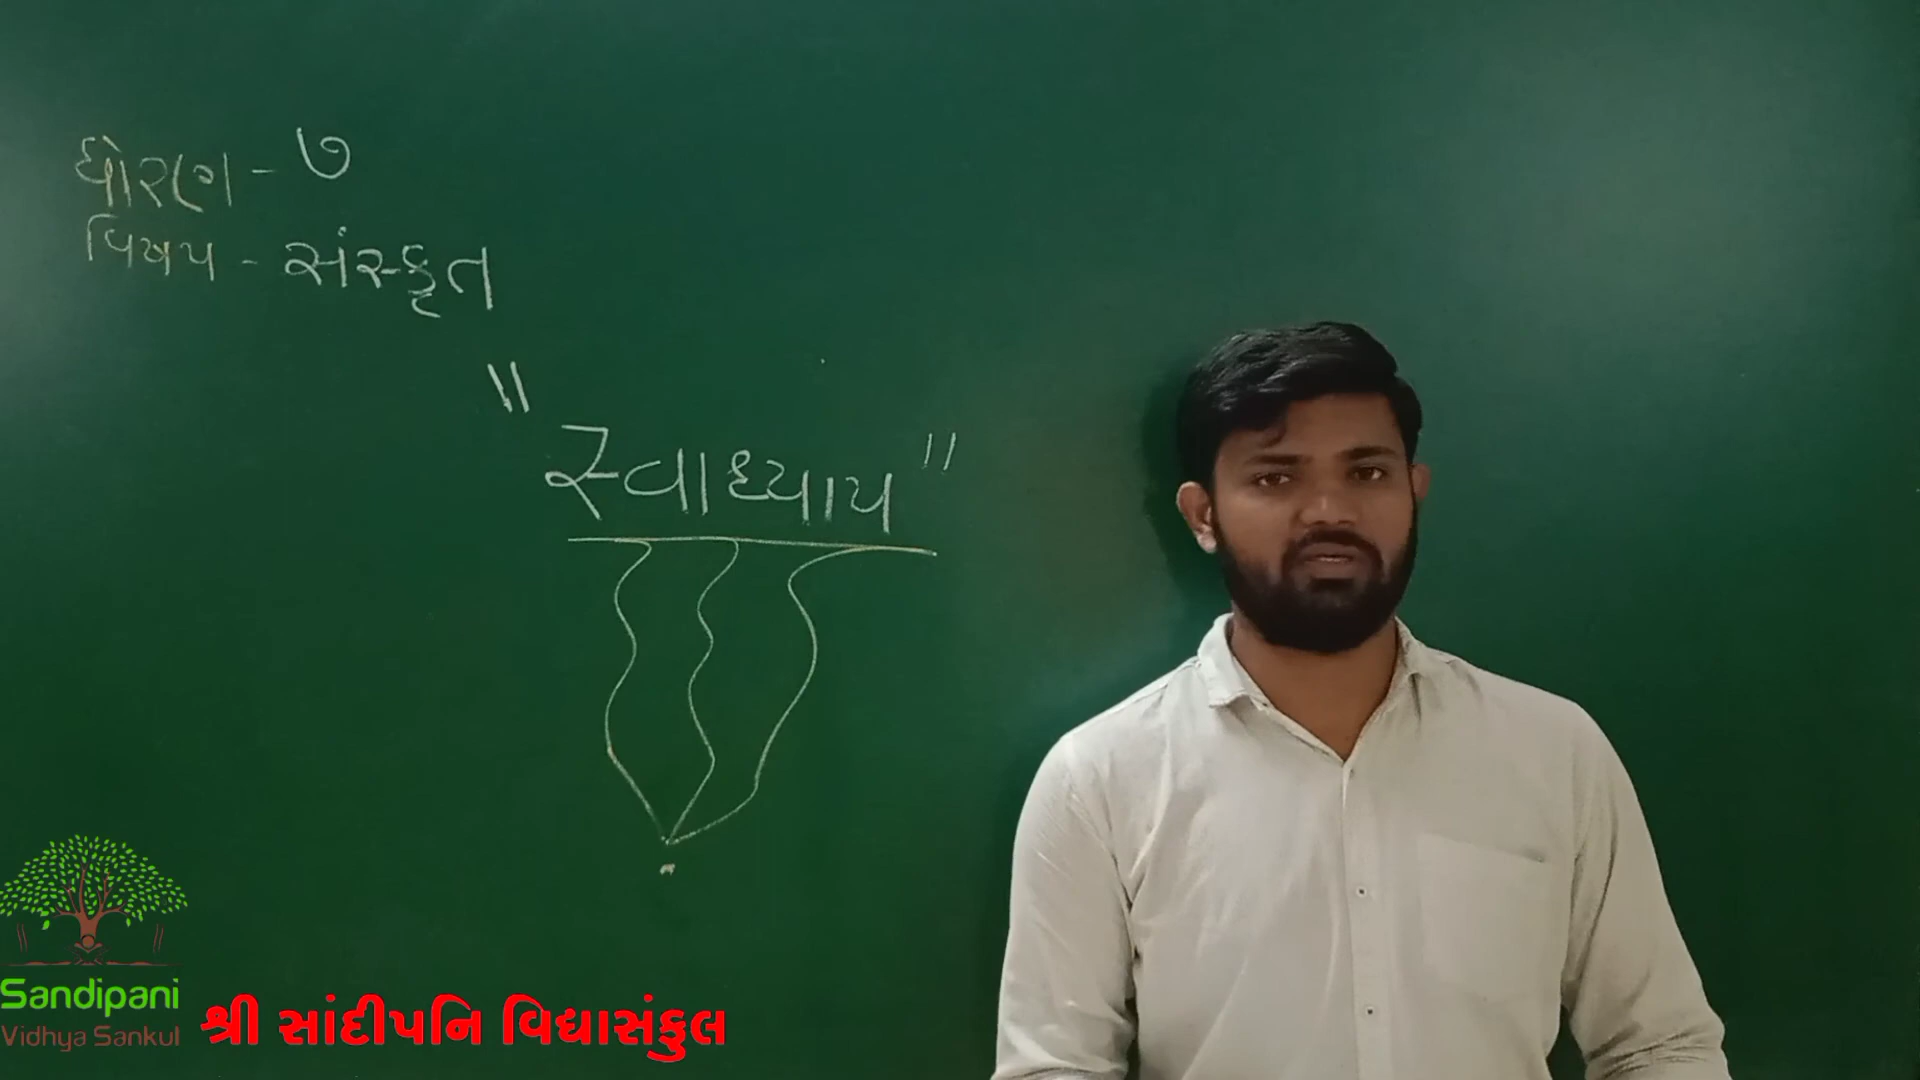 ધોરણ - ૭
વિષય - સંસ્કૃત
"સ્વાધ્યાય"
Sandipani
Vidhya Sankul
શ્રી સાંદીપનિ વિદ્યાસંકુલ